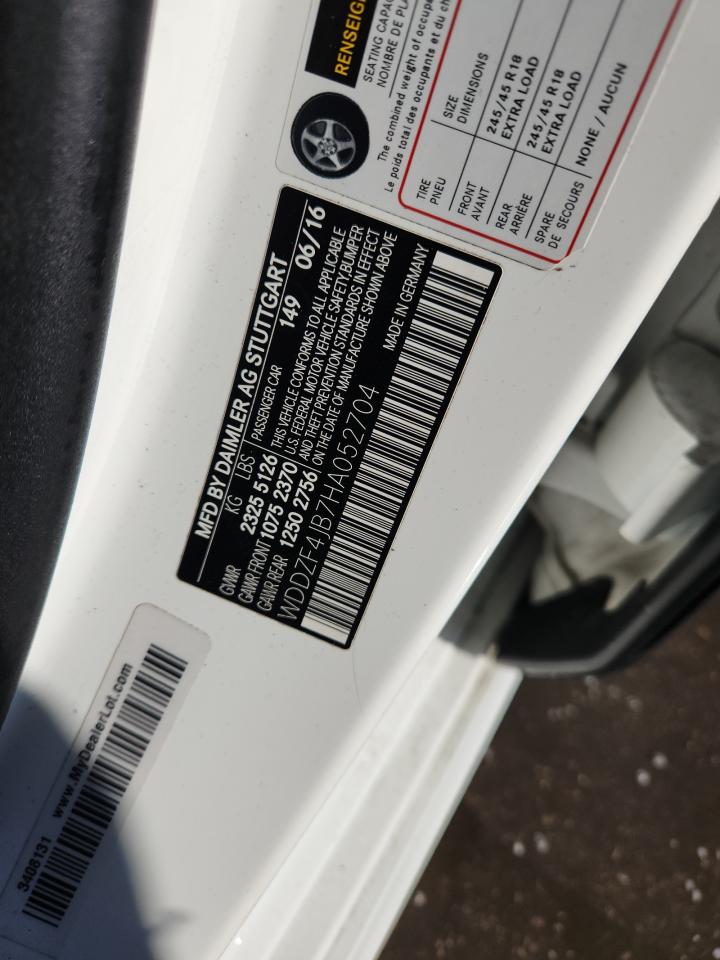 RENSEIG
SEATING CAPAC
NOMBRE DE PLA
The combined weight of occupa
Le poids total des occupants et du ch
TIRE SIZE
PNEU DIMENSIONS
FRONT 245/45 R18
AVANT EXTRA LOAD
REAR 245/45 R18
ARRIÈRE EXTRA LOAD
SPARE NONE / AUCUN
DE SECOURS
MFD BY DAIMLER AG STUTTGART
KG LBS PASSENGER CAR 149 06/16
GVWR 2325 5126
GAWR FRONT 1075 2370
GAWR REAR 1250 2756
THIS VEHICLE CONFORMS TO ALL APPLICABLE
U.S. FEDERAL MOTOR VEHICLE SAFETY,BUMPER
AND THEFT PREVENTION STANDARDS IN EFFECT
ON THE DATE OF MANUFACTURE SHOWN ABOVE
WDDZF4JB7HA052704 MADE IN GERMANY
3408131 www.MyDealerLot.com